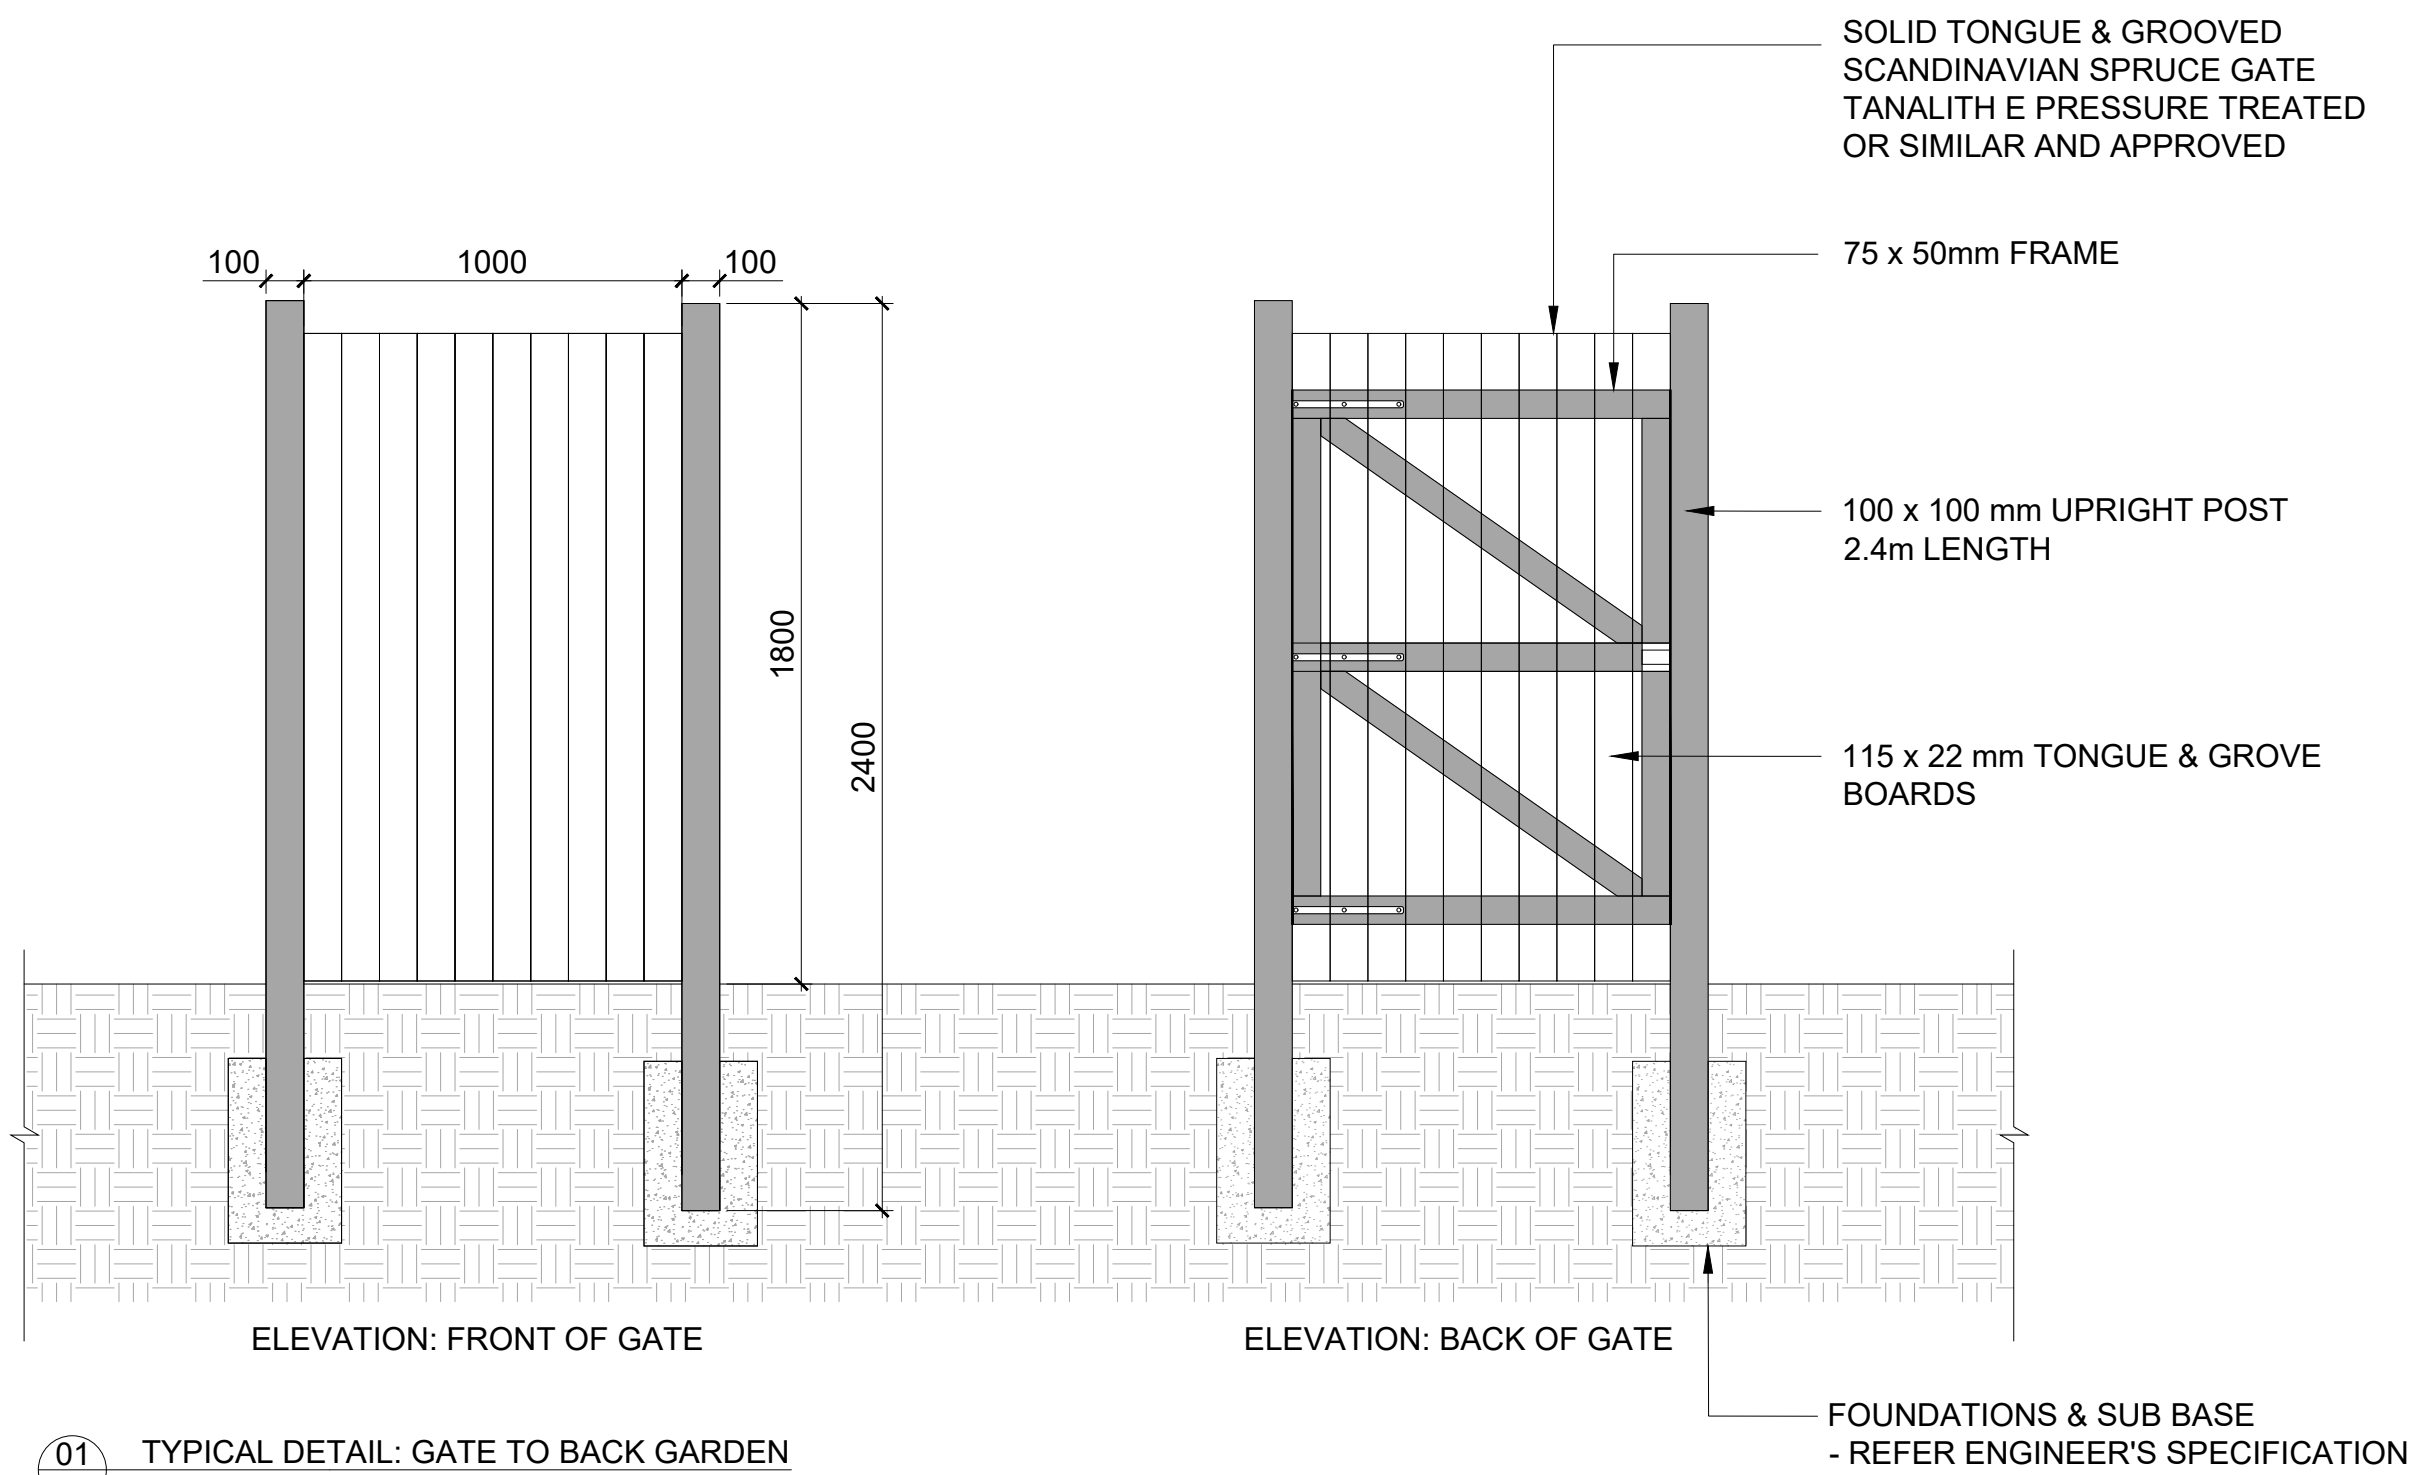 SOLID TONGUE & GROOVED
SCANDINAVIAN SPRUCE GATE
TANALITH E PRESSURE TREATED
OR SIMILAR AND APPROVED
75 x 50mm FRAME
100 1000 100
100 x 100 mm UPRIGHT POST
2.4m LENGTH
1800
2400
115 x 22 mm TONGUE & GROVE
BOARDS
ELEVATION: FRONT OF GATE
ELEVATION: BACK OF GATE
FOUNDATIONS & SUB BASE
- REFER ENGINEER'S SPECIFICATION
01 TYPICAL DETAIL: GATE TO BACK GARDEN